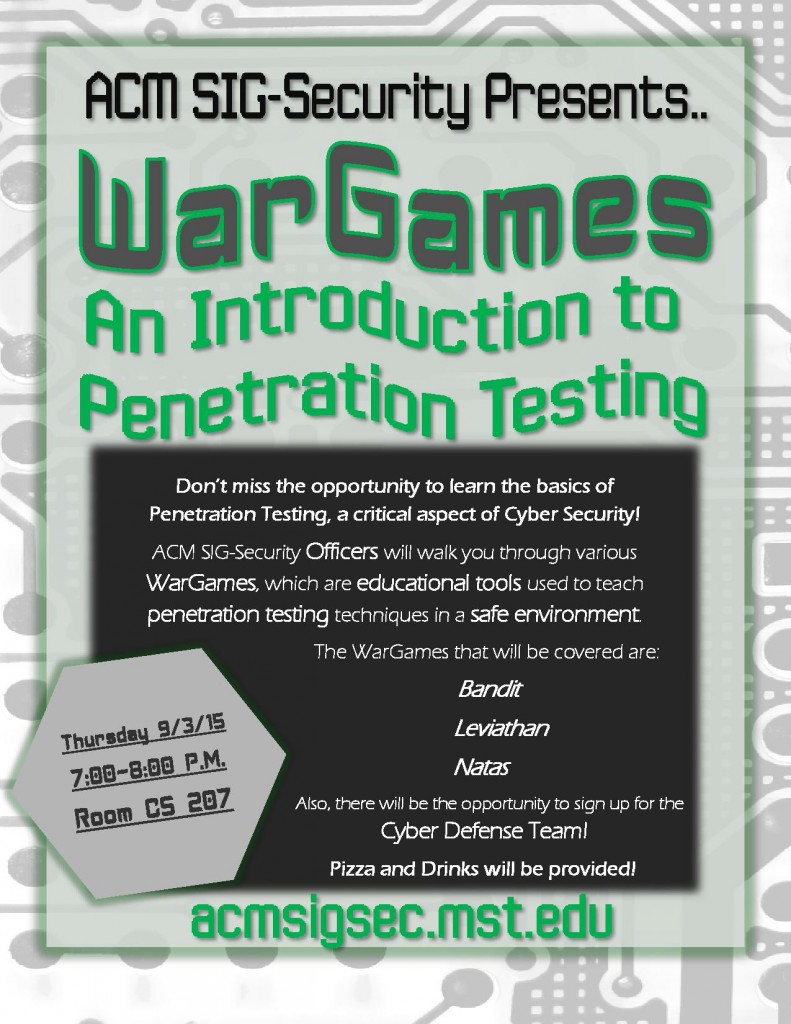 ACM SIG-Security Presents..
WarGames
An Introduction to
Penetration Testing
Don't miss the opportunity to learn the basics of
Penetration Testing, a critical aspect of Cyber Security!
ACM SIG-Security Officers will walk you through various
WarGames, which are educational tools used to teach
penetration testing techniques in a safe environment.
The WarGames that will be covered are:
Bandit
Leviathan
Natas
Also, there will be the opportunity to sign up for the
Cyber Defense Team!
Pizza and Drinks will be provided!
Thursday 9/3/15
7:00-8:00 P.M.
Room CS 207
acmsigsec.mst.edu